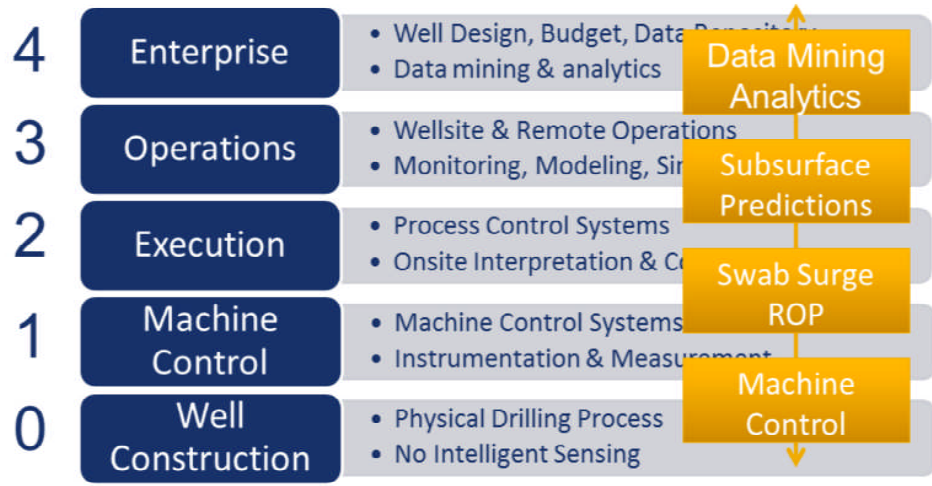 4
Enterprise
• Well Design, Budget, Data Repository
• Data mining & analytics
Data Mining
Analytics
3
Operations
• Wellsite & Remote Operations
• Monitoring, Modeling,
Subsurface
Predictions
2
Execution
• Process Control Systems
• Onsite Interpretation &
Swab Surge
ROP
1
Machine
Control
• Machine Control Systems
• Instrumentation & Measurement
Machine
Control
0
Well
Construction
• Physical Drilling Process
• No Intelligent Sensing